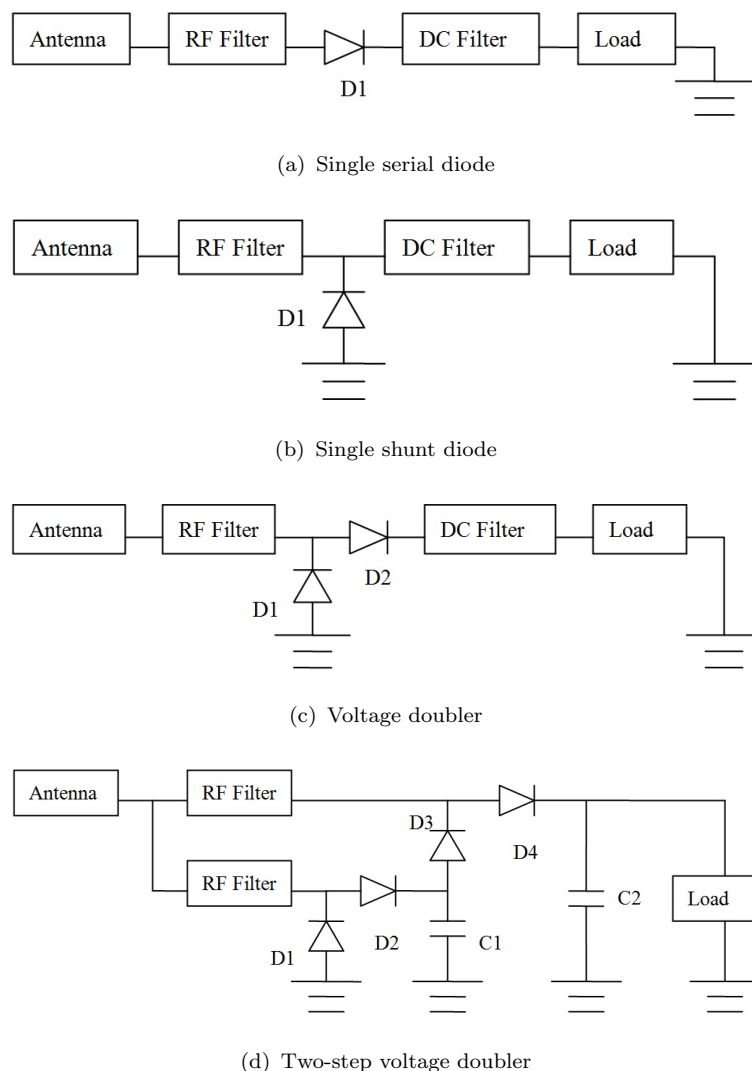 Antenna RF Filter DC Filter Load
D1
(a) Single serial diode
Antenna RF Filter DC Filter Load
D1
(b) Single shunt diode
Antenna RF Filter DC Filter Load
D2
D1
(c) Voltage doubler
Antenna RF Filter
D3
D4
RF Filter
C2 Load
D1 D2 C1
(d) Two-step voltage doubler